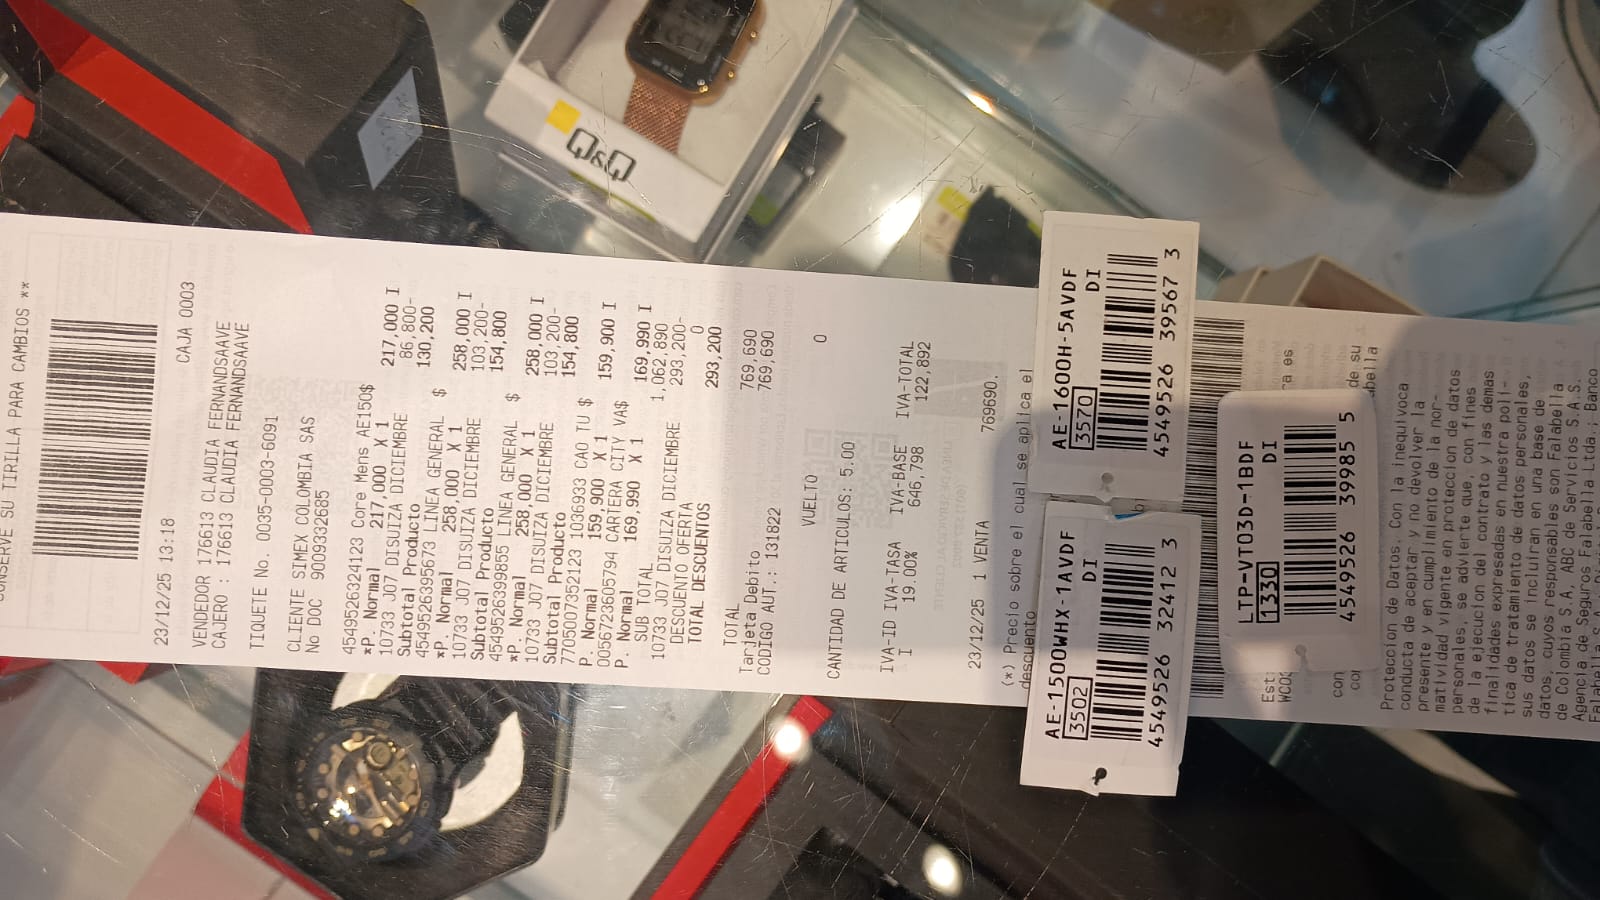 CONSERVE SU TIRILLA PARA CAMBIOS **
23/12/25 13:18 CAJA 0003
VENDEDOR 176613 CLAUDIA FERNANDSAAVE
CAJERO : 176613 CLAUDIA FERNANDSAAVE
TIQUETE No. 0035-0003-6091
CLIENTE SIMEX COLOMBIA SAS
No DOC 9009332685
4549526324123 Core Mens AE150$
*P. Normal 217,000 X 1 217,000 I
10733 J07 DISUIZA DICIEMBRE 86,800-
Subtotal Producto 130,200
4549526395673 LINEA GENERAL $
*P. Normal 258,000 X 1 258,000 I
10733 J07 DISUIZA DICIEMBRE 103,200-
Subtotal Producto 154,800
4549526399855 LINEA GENERAL $
*P. Normal 258,000 X 1 258,000 I
10733 J07 DISUIZA DICIEMBRE 103,200-
Subtotal Producto 154,800
7705007352123 1036933 CAO TU $
P. Normal 159,900 X 1 159,900 I
0056723605794 CARTERA CITY VA$
P. Normal 169,990 X 1 169,990 I
SUB TOTAL 1,062,890
10733 J07 DISUIZA DICIEMBRE 293,200-
DESCUENTO OFERTA 0
TOTAL DESCUENTOS 293,200
TOTAL 769,690
Tarjeta Debito 769,690
CODIGO AUT.: 131822
VUELTO 0
CANTIDAD DE ARTICULOS: 5.00
IVA-ID IVA-TASA IVA-BASE IVA-TOTAL
I 19.00% 646,798 122,892
23/12/25 1 VENTA 769690.
(*) Precio sobre el cual se aplica el
descuento
AE-1600H-5AVDF
3570 DI
4549526 39567 3
AE-1500WHX-1AVDF
3502 DI
4549526 32412 3
LTP-VT03D-1BDF
1330 DI
4549526 39985 5
es
de su
con
Proteccion de Datos. Con la inequivoca
conducta de aceptar y no devolver la
presente y en cumplimiento de la nor-
matividad vigente en proteccion de datos
personales, se advierte que, con fines
de la ejecucion del contrato y las demas
finalidades expresadas en nuestra poli-
tica de tratamiento de datos personales,
sus datos se incluiran en una base de
datos, cuyos responsables son Falabella
de Colombia S.A, ABC de Servicios S.A.S.
Agencia de Seguros Falabella Ltda.; Banco
Q&Q